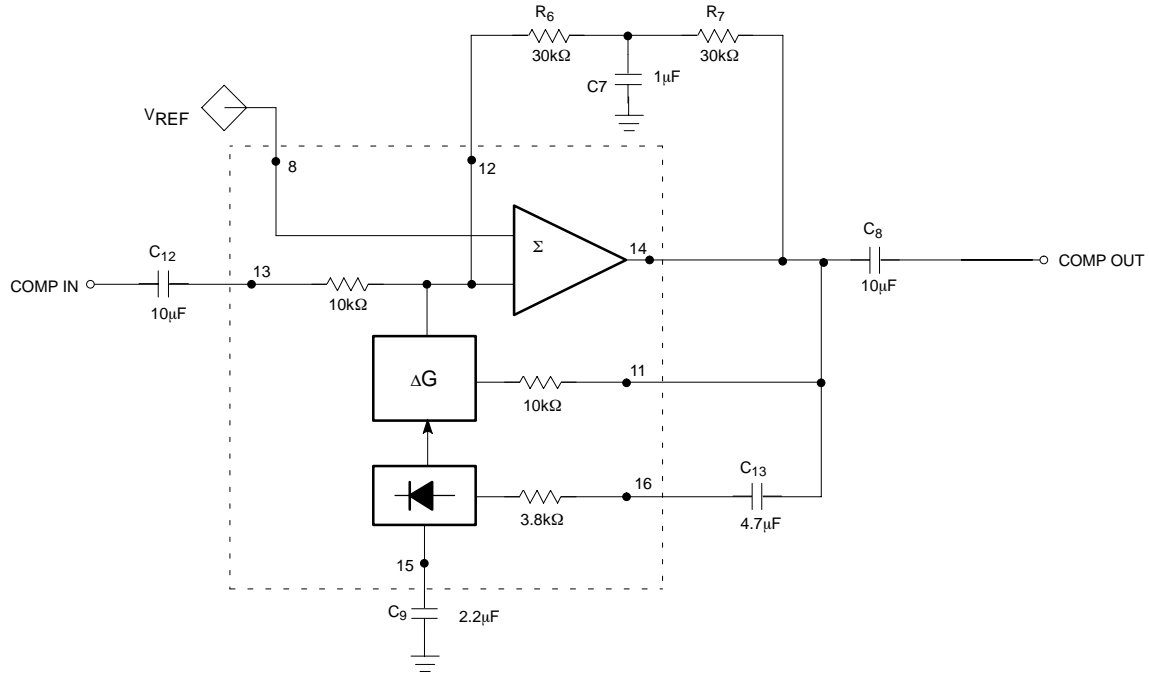 R6
R7
30kΩ
30kΩ
C7
1μF
VREF
8
12
Σ
14
C8
C12
13
COMP IN
COMP OUT
10μF
10kΩ
10μF
ΔG
11
10kΩ
16
C13
3.8kΩ
4.7μF
15
C9
2.2μF